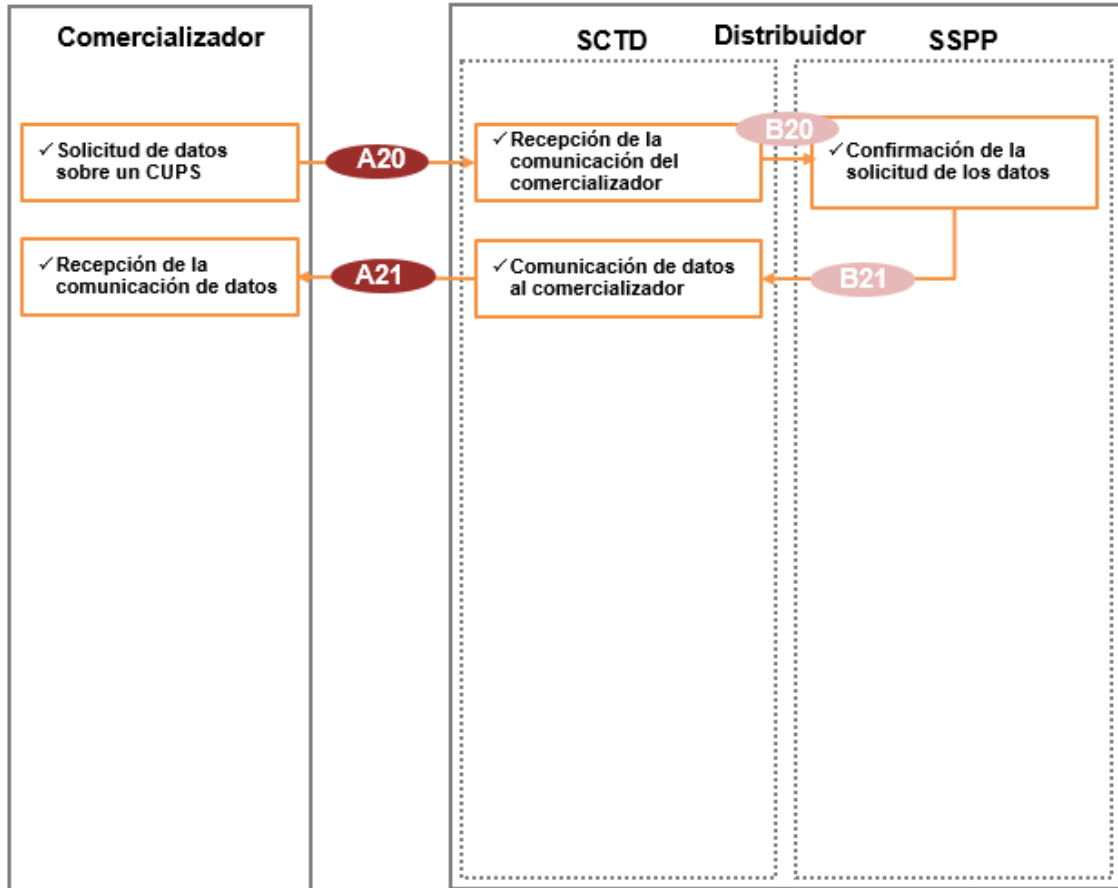 Comercializador
Distribuidor
SCTD
SSPP
✓ Solicitud de datos
sobre un CUPS
A20
✓ Recepción de la
comunicación del
comercializador
B20
✓ Confirmación de la
solicitud de los datos
✓ Recepción de la
comunicación de datos
A21
✓ Comunicación de datos
al comercializador
B21